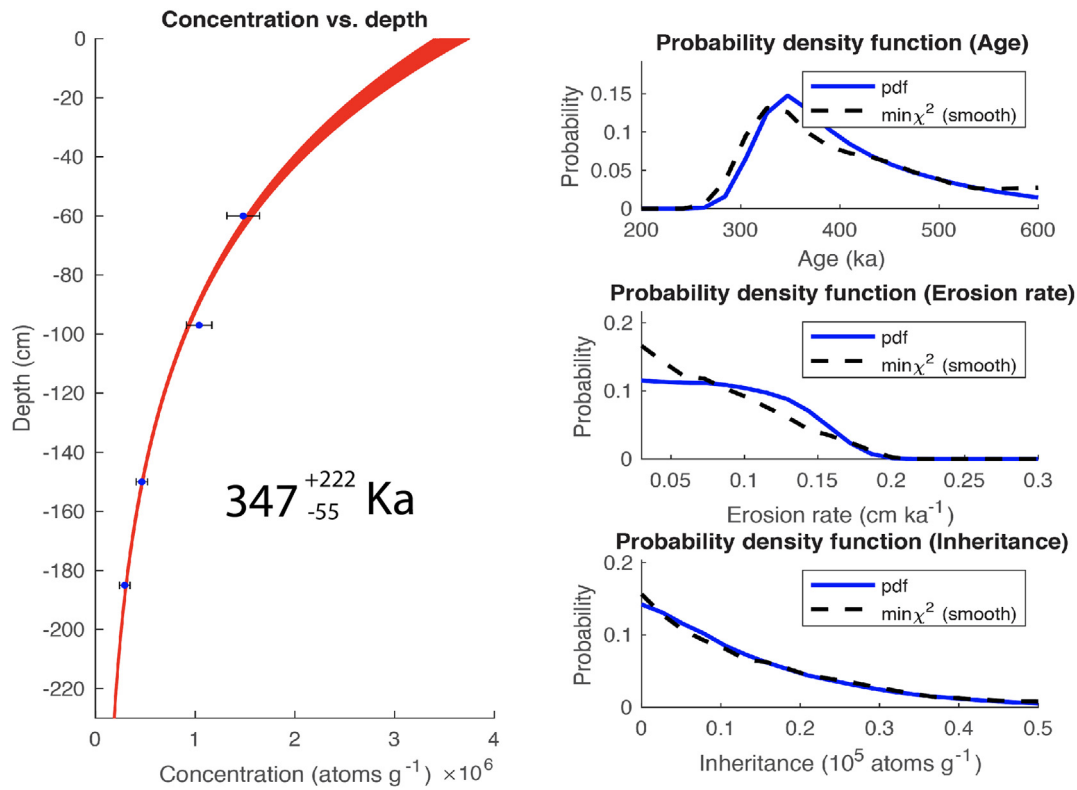 Concentration vs. depth
0
-20
-40
-60
-80
-100
-120
-140
-160
-180
-200
-220
Depth (cm)
347 +222 -55 Ka
0 1 2 3 4
Concentration (atoms g⁻¹) ×10⁶
Probability density function (Age)
0.15
0.1
0.05
0
Probability
pdf
minχ² (smooth)
200 300 400 500 600
Age (ka)
Probability density function (Erosion rate)
0.2
0.1
0
Probability
pdf
minχ² (smooth)
0.05 0.1 0.15 0.2 0.25 0.3
Erosion rate (cm ka⁻¹)
Probability density function (Inheritance)
0.2
0.1
0
Probability
pdf
minχ² (smooth)
0 0.1 0.2 0.3 0.4 0.5
Inheritance (10⁵ atoms g⁻¹)